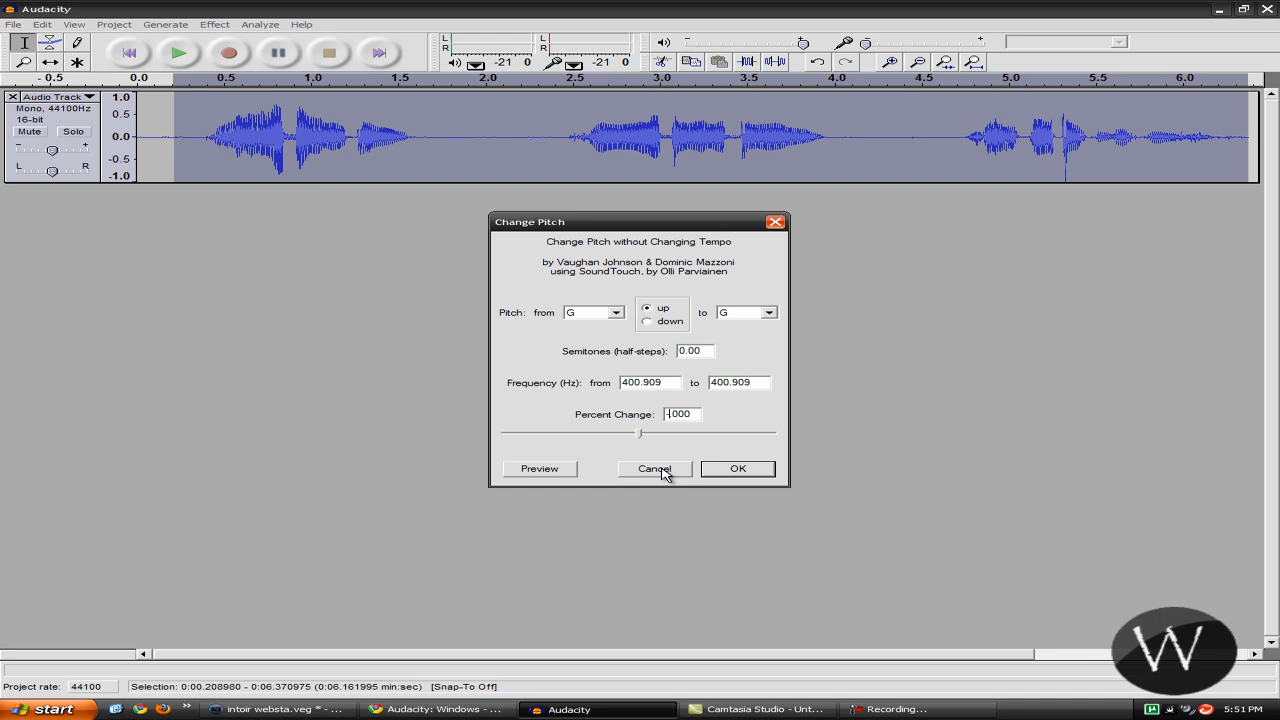 Audacity
File Edit View Project Generate Effect Analyze Help
L
R
-21 0
L
R
-21 0
- +
- +
- 0.5 0.0 0.5 1.0 1.5 2.0 2.5 3.0 3.5 4.0 4.5 5.0 5.5 6.0
Audio Track
Mono, 44100Hz
16-bit
Mute Solo
- +
L R
1.0
0.5
0.0
-0.5
-1.0
Change Pitch
Change Pitch without Changing Tempo
by Vaughan Johnson & Dominic Mazzoni
using SoundTouch, by Olli Parviainen
Pitch: from G up to G
down
Semitones (half-steps): 0.00
Frequency (Hz): from 400.909 to 400.909
Percent Change: -000
Preview Cancel OK
W
Project rate: 44100 Selection: 0:00.208980 - 0:06.370975 (0:06.161995 min:sec) [Snap-To Off]
start » intoir websta.veg * - ... Audacity: Windows - ... Audacity Camtasia Studio - Unt... Recording... 5:51 PM